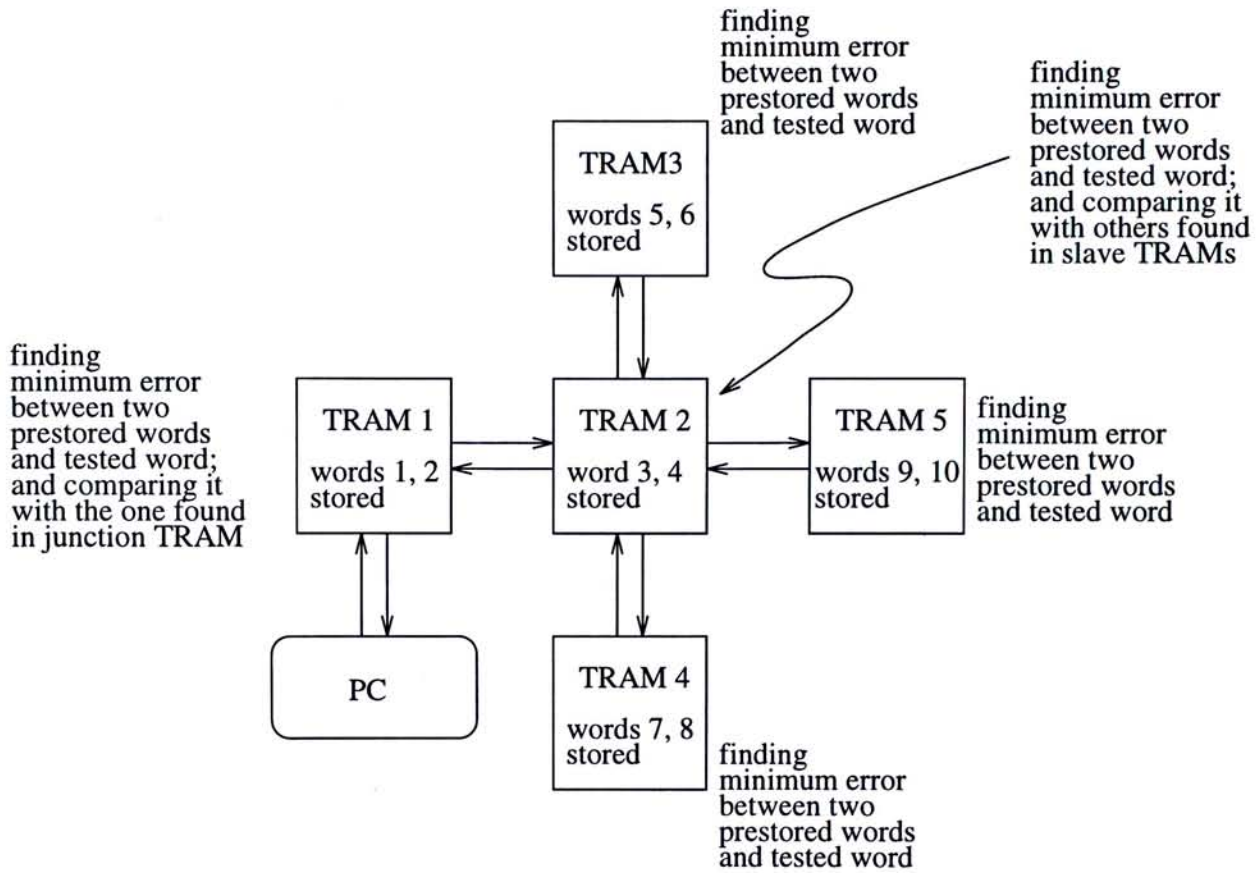 finding
minimum error
between two
prestored words
and tested word
finding
minimum error
between two
prestored words
and tested word;
and comparing it
with others found
in slave TRAMs
TRAM3
words 5, 6
stored
finding
minimum error
between two
prestored words
and tested word;
and comparing it
with the one found
in junction TRAM
TRAM 1
words 1, 2
stored
TRAM 2
word 3, 4
stored
TRAM 5
words 9, 10
stored
finding
minimum error
between two
prestored words
and tested word
PC
TRAM 4
words 7, 8
stored
finding
minimum error
between two
prestored words
and tested word